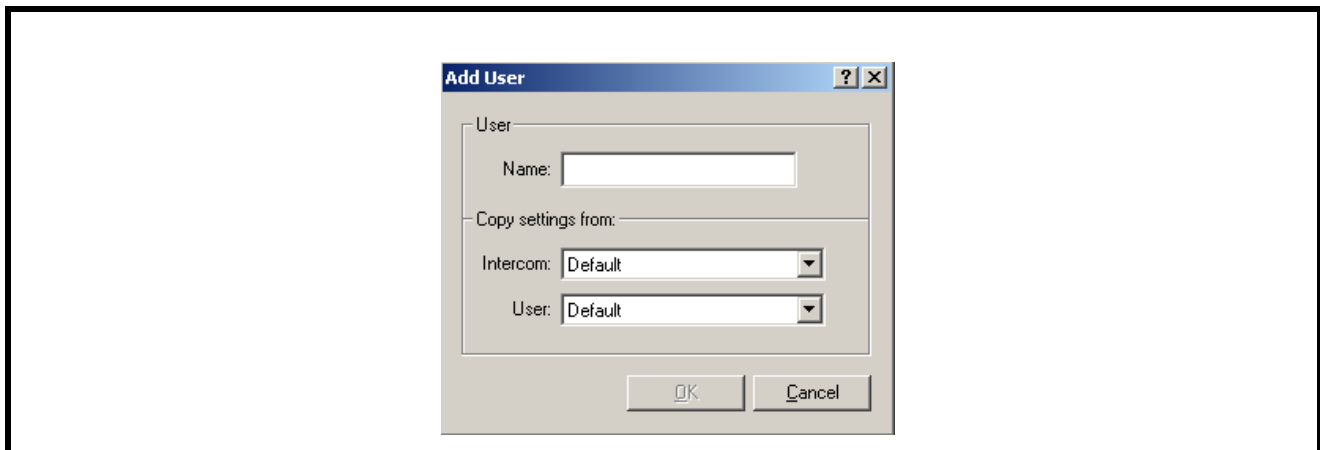 Add User
User
Name:
Copy settings from:
Intercom: Default
User: Default
OK Cancel